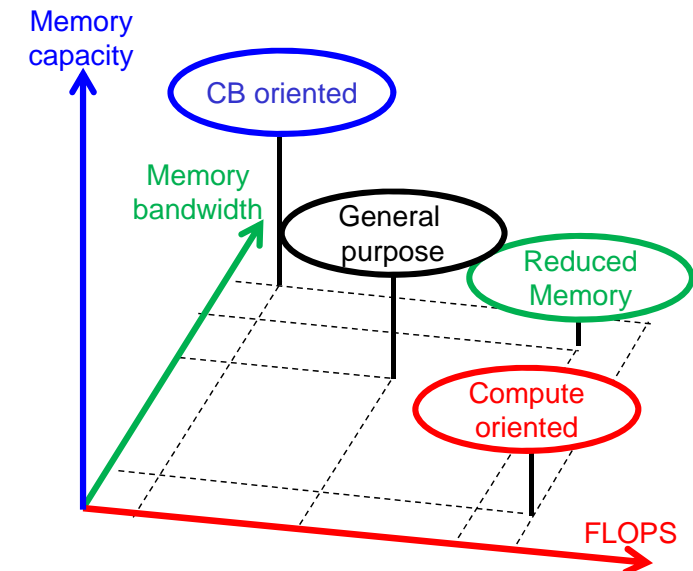 Memory
capacity
CB oriented
Memory
bandwidth
General
purpose
Reduced
Memory
Compute
oriented
FLOPS